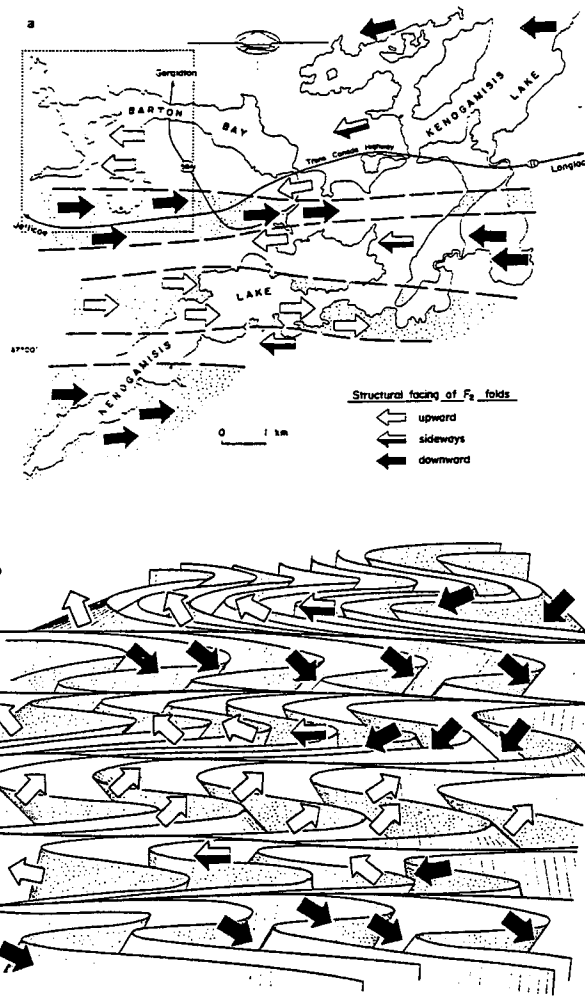 a
Geraldton
BARTON
BAY
KENOGAMISIS
LAKE
Trans Canada Highway
Longlac
Jellicoe
LAKE
KENOGAMISIS
0 1 km
Structural facing of F₂ folds
upward
sideways
downward